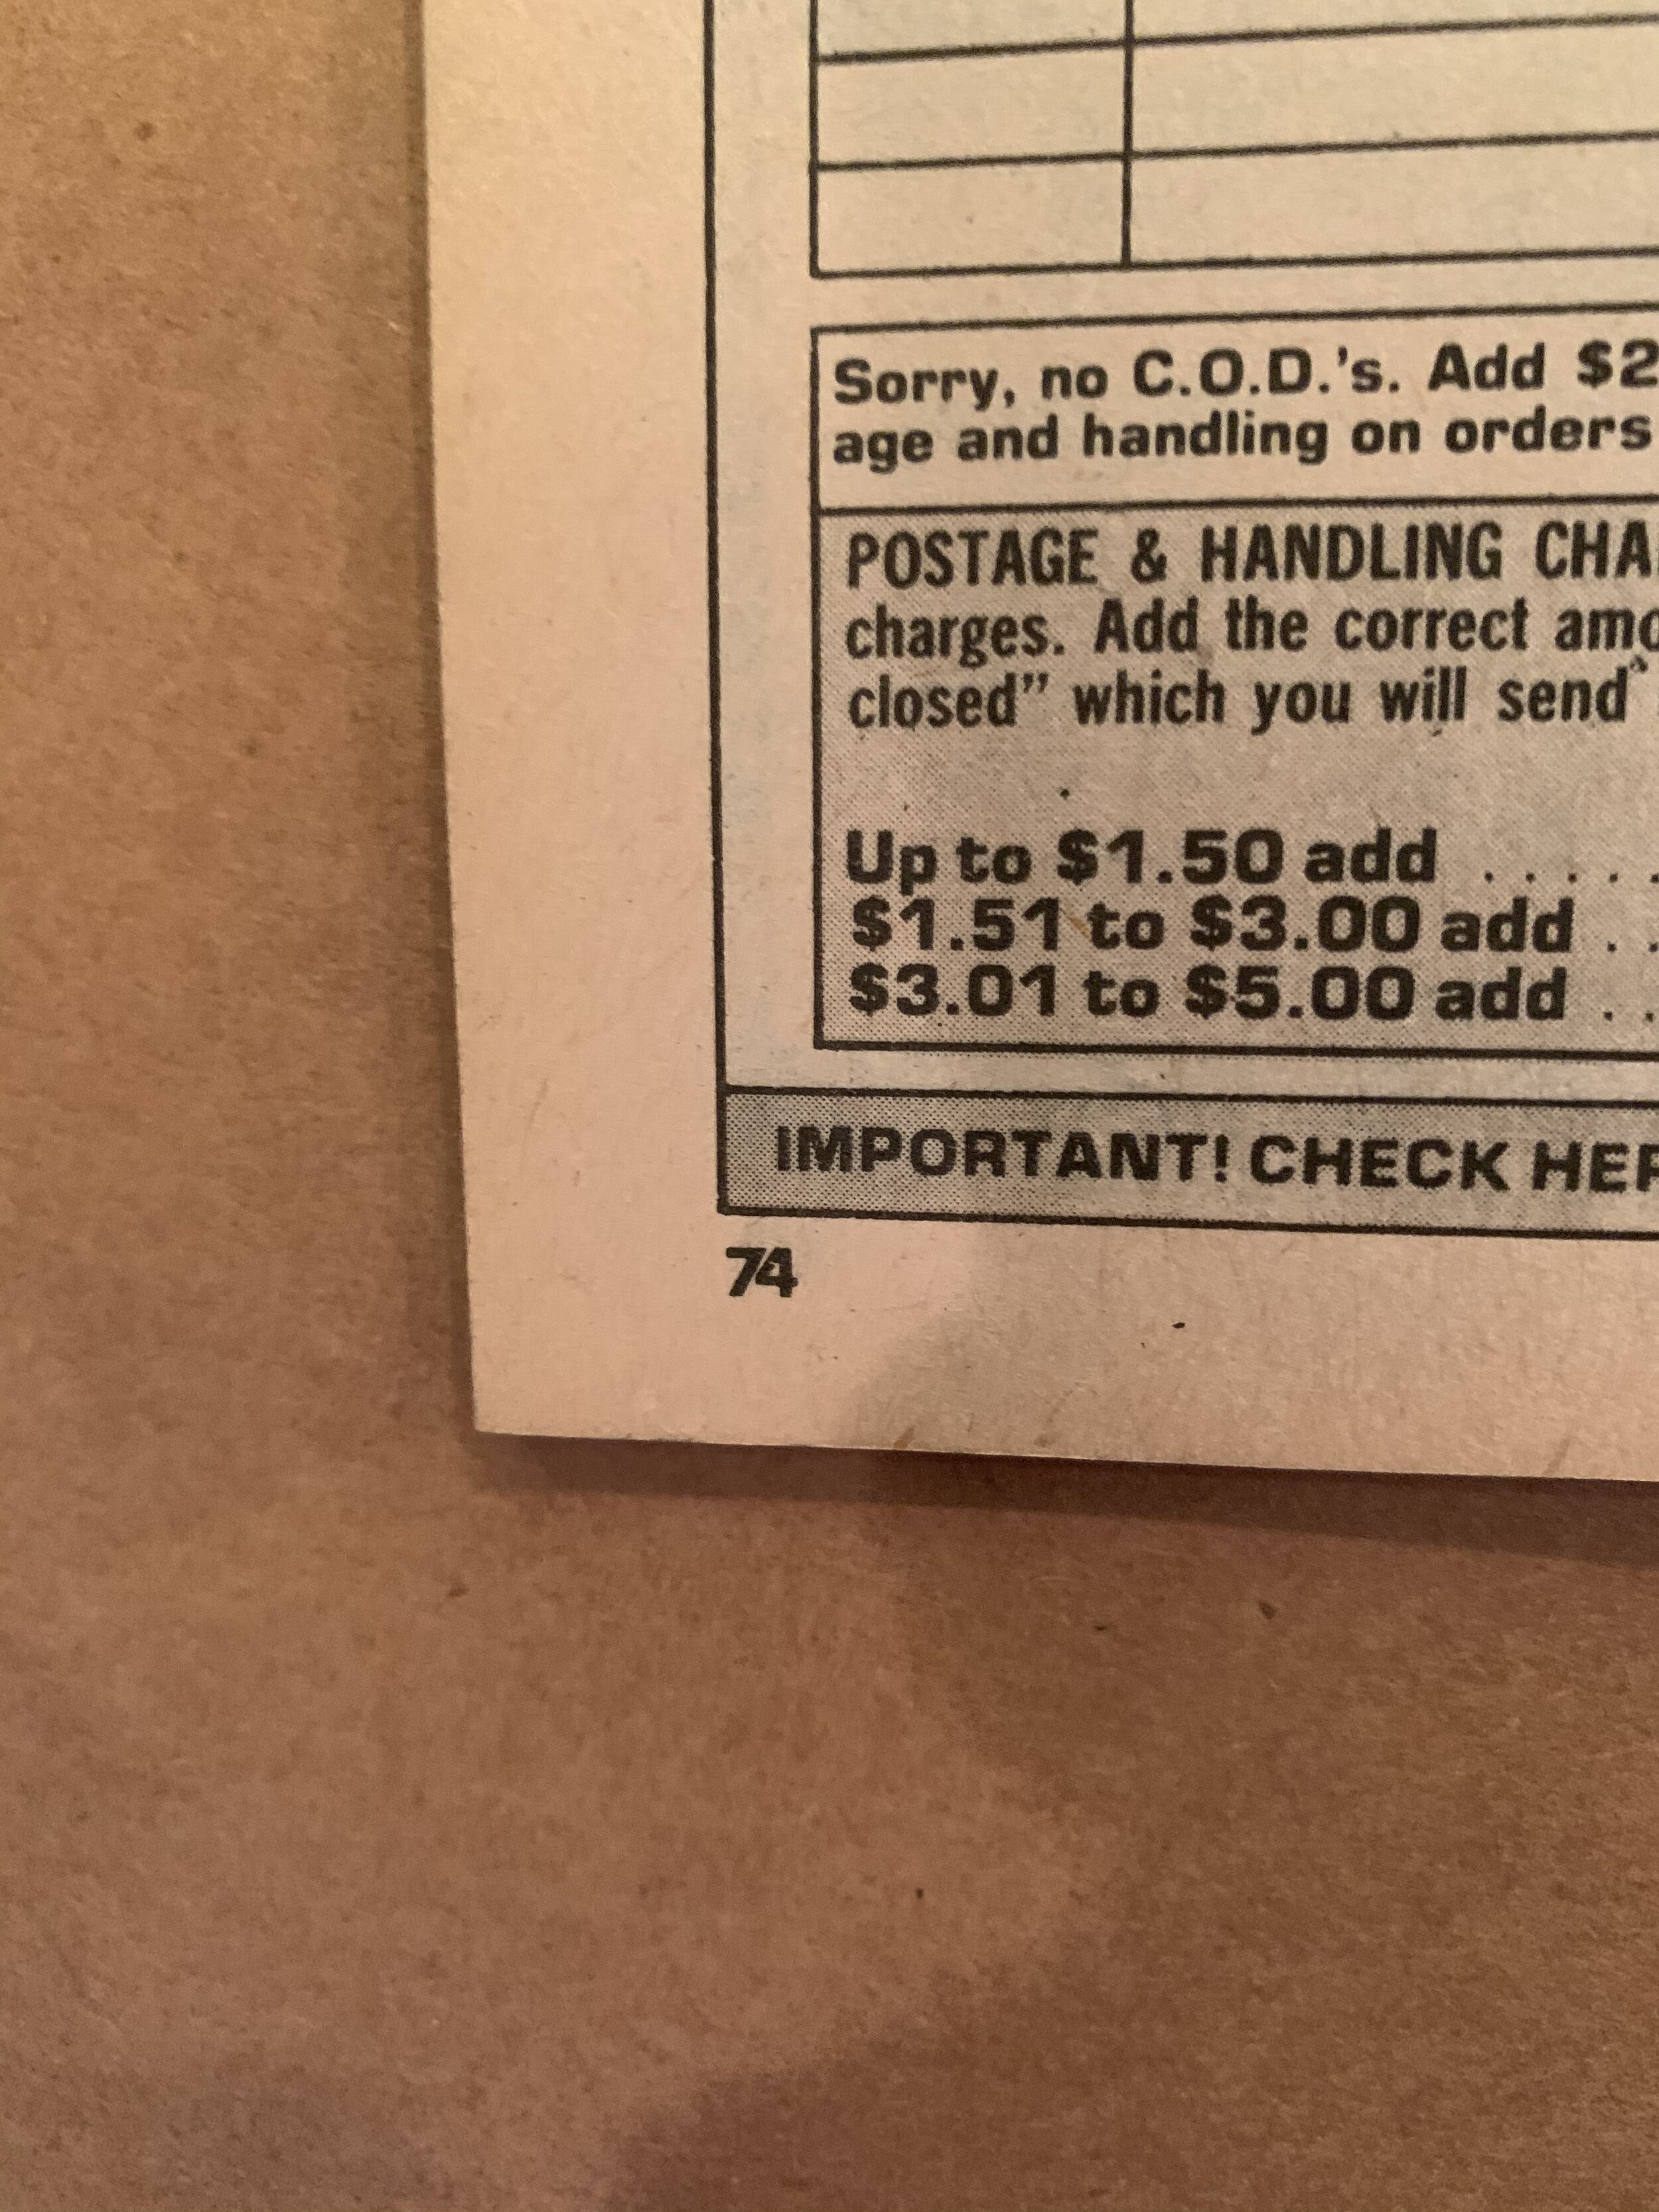 Sorry, no C.O.D.'s. Add $2
age and handling on orders
POSTAGE & HANDLING CHA
charges. Add the correct amo
closed” which you will send
Up to $1.50 add . . . . .
$1.51 to $3.00 add . .
$3.01 to $5.00 add . .
IMPORTANT! CHECK HER
74